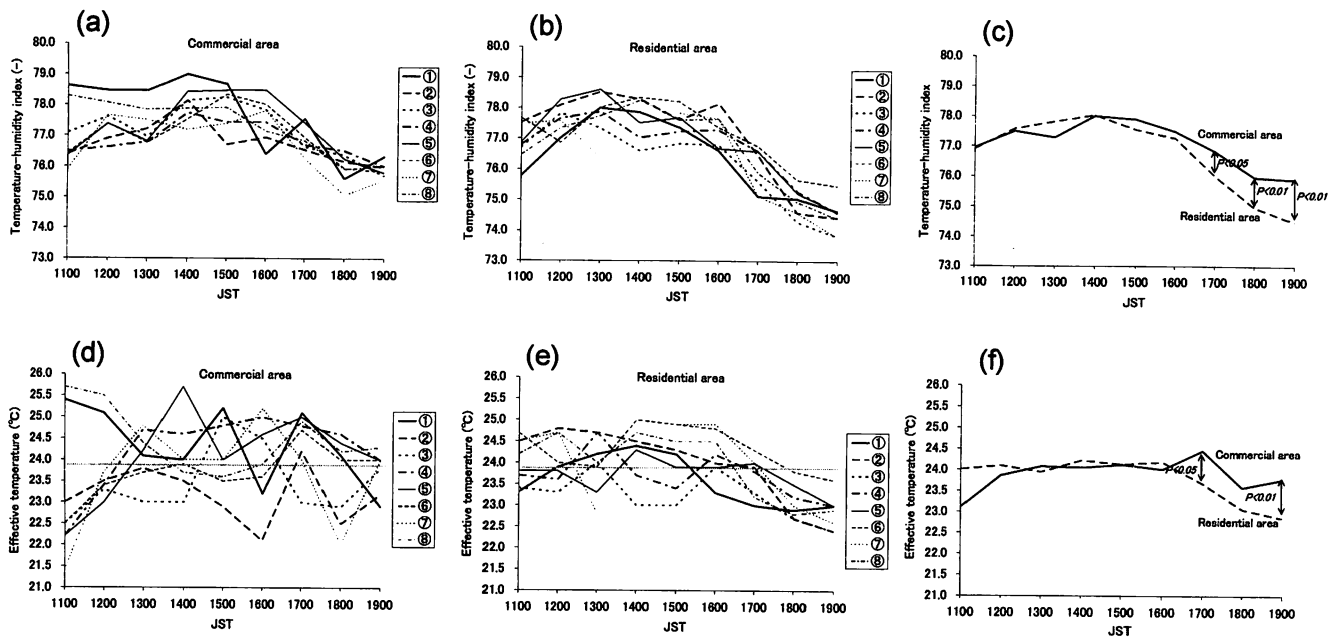 (a)
Commercial area
80.0
79.0
78.0
77.0
76.0
75.0
74.0
73.0
Temperature-humidity index (-)
1100 1200 1300 1400 1500 1600 1700 1800 1900
JST
①
②
③
④
⑤
⑥
⑦
⑧
(b)
Residential area
80.0
79.0
78.0
77.0
76.0
75.0
74.0
73.0
Temperature-humidity index (-)
1100 1200 1300 1400 1500 1600 1700 1800 1900
JST
①
②
③
④
⑤
⑥
⑦
⑧
(c)
80.0
79.0
78.0
77.0
76.0
75.0
74.0
73.0
Temperature-humidity index
Commercial area
P<0.05
P<0.01
P<0.01
Residential area
1100 1200 1300 1400 1500 1600 1700 1800 1900
JST
(d)
Commercial area
26.0
25.5
25.0
24.5
24.0
23.5
23.0
22.5
22.0
21.5
21.0
Effective temperature (℃)
1100 1200 1300 1400 1500 1600 1700 1800 1900
JST
①
②
③
④
⑤
⑥
⑦
⑧
(e)
Residential area
26.0
25.5
25.0
24.5
24.0
23.5
23.0
22.5
22.0
21.5
21.0
Effective temperature (℃)
1100 1200 1300 1400 1500 1600 1700 1800 1900
JST
①
②
③
④
⑤
⑥
⑦
⑧
(f)
26.0
25.5
25.0
24.5
24.0
23.5
23.0
22.5
22.0
21.5
21.0
Effective temperature (℃)
Commercial area
<0.05
P<0.01
Residential area
1100 1200 1300 1400 1500 1600 1700 1800 1900
JST